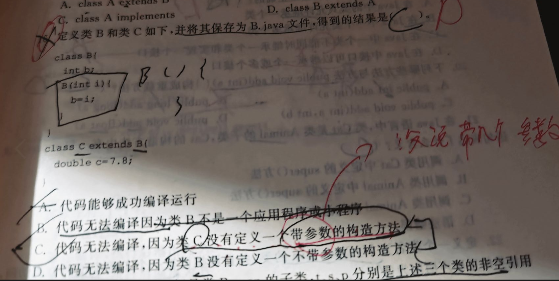 A. class A extends B
D. class B extends A
C. class A implements
定义类 B 和类 C 如下,并将其保存为 B.java 文件,得到的结果是 C. D
class B{
int b;
B(int i){
b=i;
}
}
B ( ) {
}
class C extends B{
double c=7.8;
}
没说带几个参数
A. 代码能够成功编译运行
B. 代码无法编译因为类 B 不是一个应用程序或小程序
C. 代码无法编译,因为类 C 没有定义一个带参数的构造方法
D. 代码无法编译,因为类 B 没有定义一个不带参数的构造方法
的子类,r、s、p 分别是上述三个类的非空引用